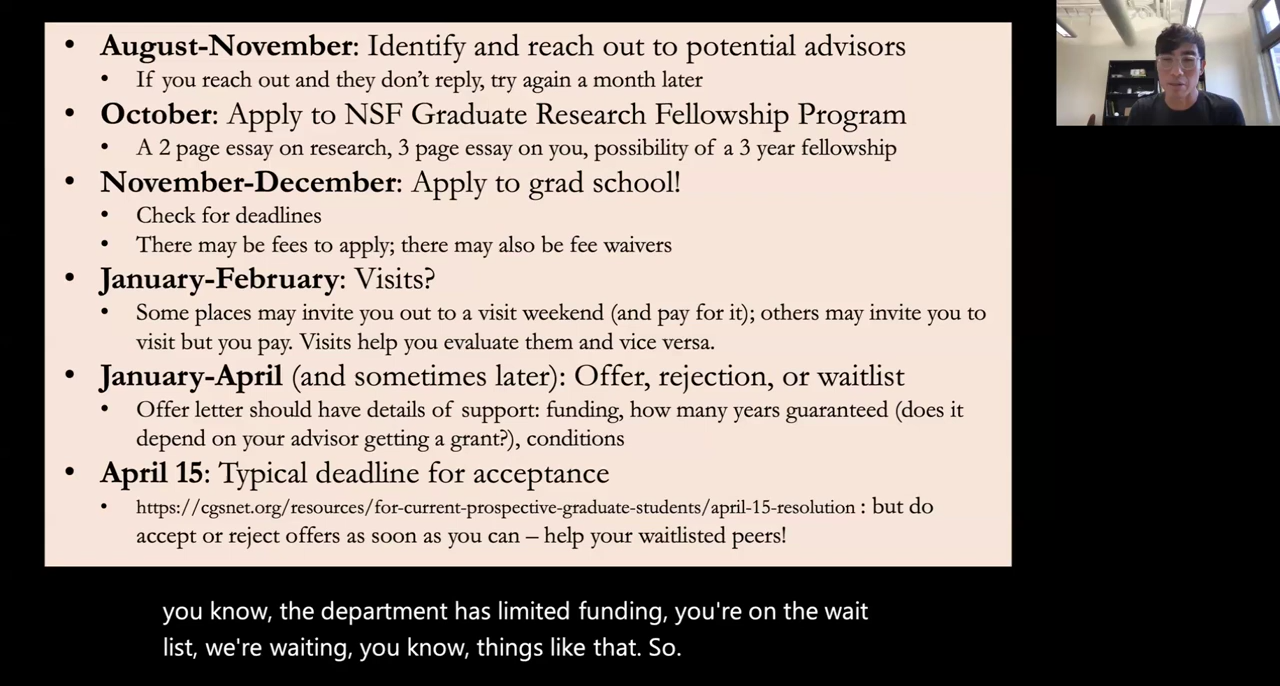 • August-November: Identify and reach out to potential advisors
• If you reach out and they don't reply, try again a month later
• October: Apply to NSF Graduate Research Fellowship Program
• A 2 page essay on research, 3 page essay on you, possibility of a 3 year fellowship
• November-December: Apply to grad school!
• Check for deadlines
• There may be fees to apply; there may also be fee waivers
• January-February: Visits?
• Some places may invite you out to a visit weekend (and pay for it); others may invite you to
visit but you pay. Visits help you evaluate them and vice versa.
• January-April (and sometimes later): Offer, rejection, or waitlist
• Offer letter should have details of support: funding, how many years guaranteed (does it
depend on your advisor getting a grant?), conditions
• April 15: Typical deadline for acceptance
• https://cgsnet.org/resources/for-current-prospective-graduate-students/april-15-resolution : but do
accept or reject offers as soon as you can – help your waitlisted peers!
you know, the department has limited funding, you're on the wait
list, we're waiting, you know, things like that. So.